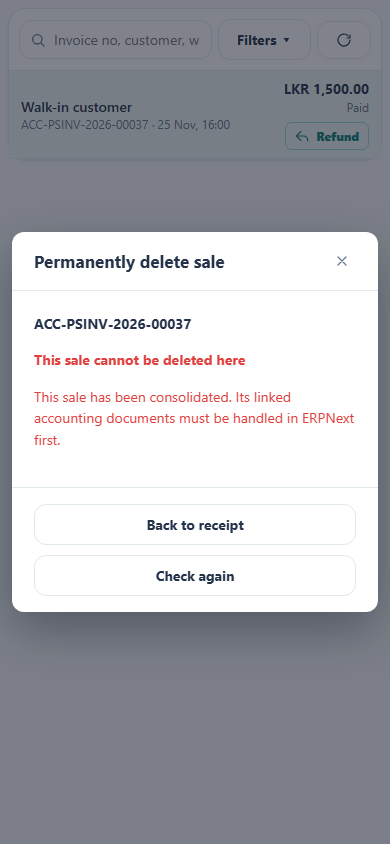 Invoice no, customer, w
Filters
LKR 1,500.00
Walk-in customer
Paid
ACC-PSINV-2026-00037 · 25 Nov, 16:00
Refund
Permanently delete sale
ACC-PSINV-2026-00037
This sale cannot be deleted here
This sale has been consolidated. Its linked
accounting documents must be handled in ERPNext
first.
Back to receipt
Check again